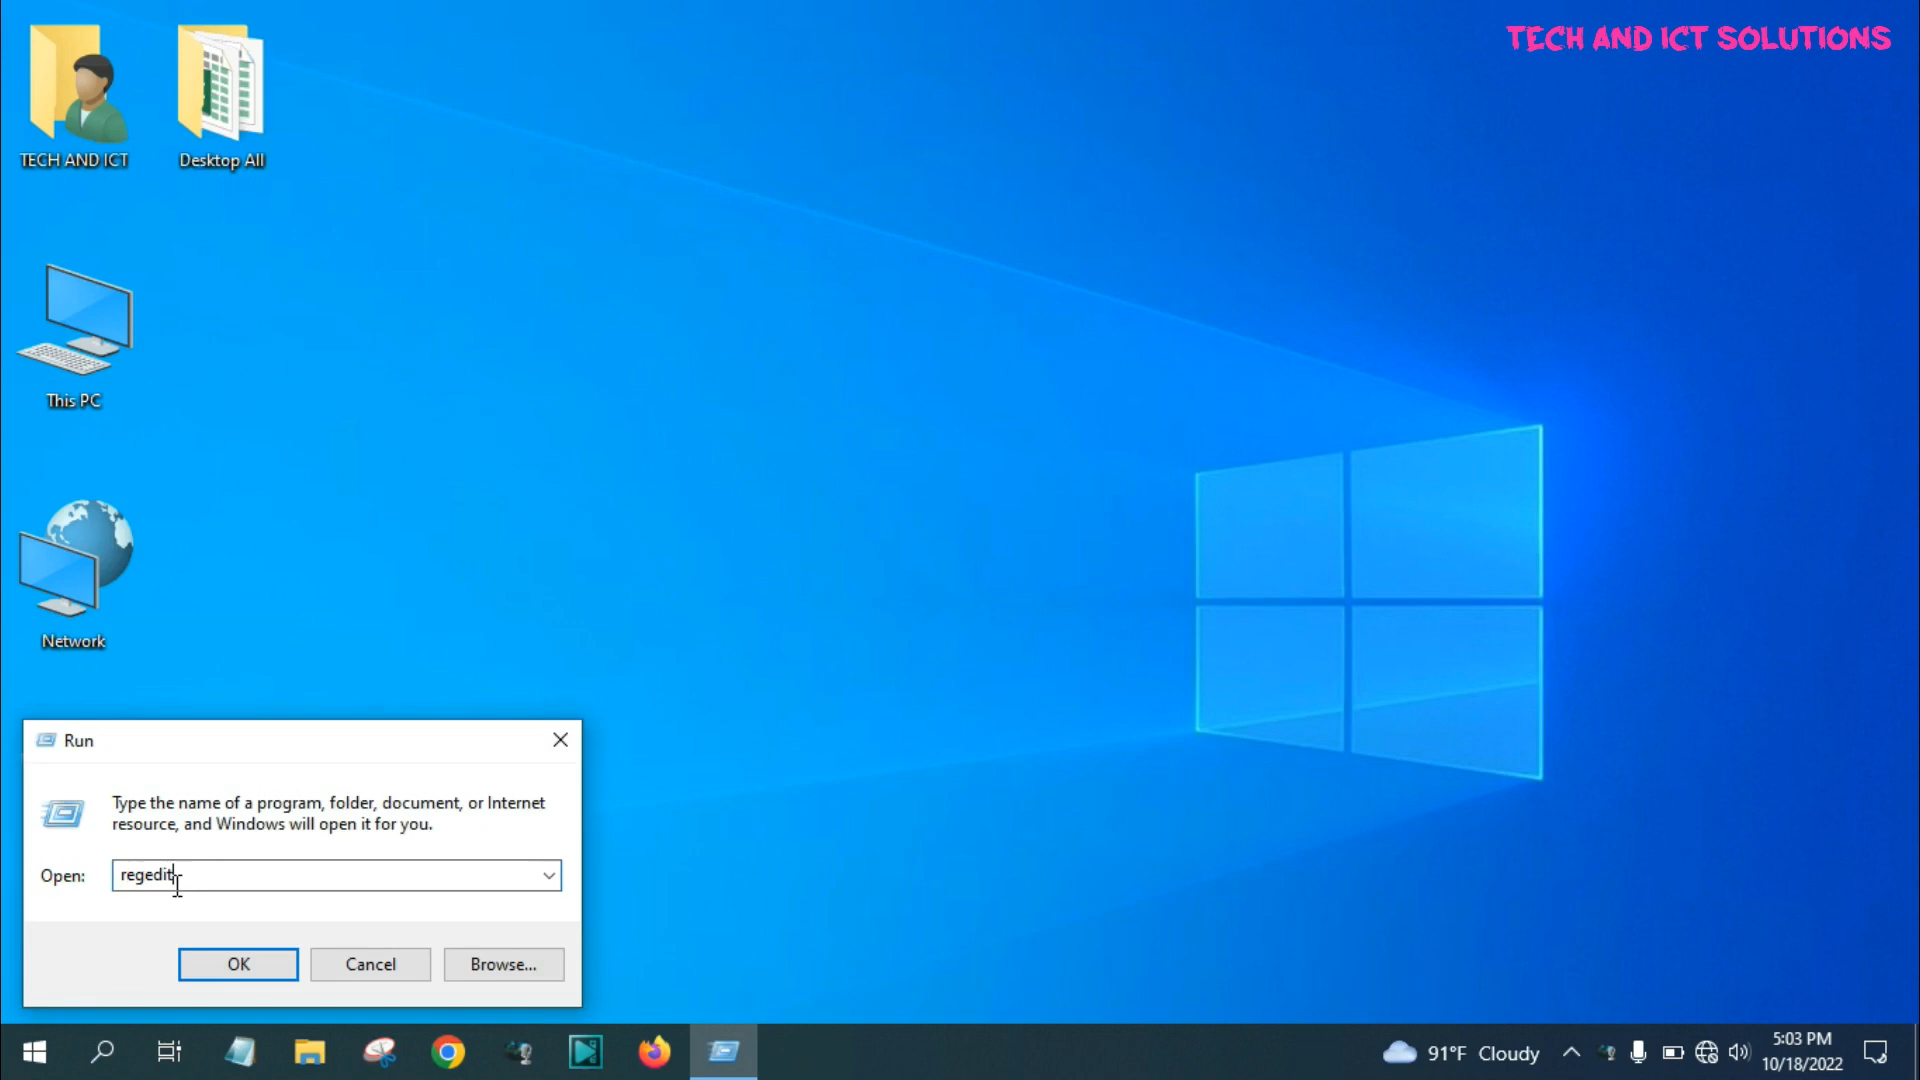 TECH AND ICT SOLUTIONS
TECH AND ICT
Desktop All
This PC
Network
Run
Type the name of a program, folder, document, or Internet
resource, and Windows will open it for you.
Open:
regedit
OK
Cancel
Browse...
91°F Cloudy
5:03 PM
10/18/2022